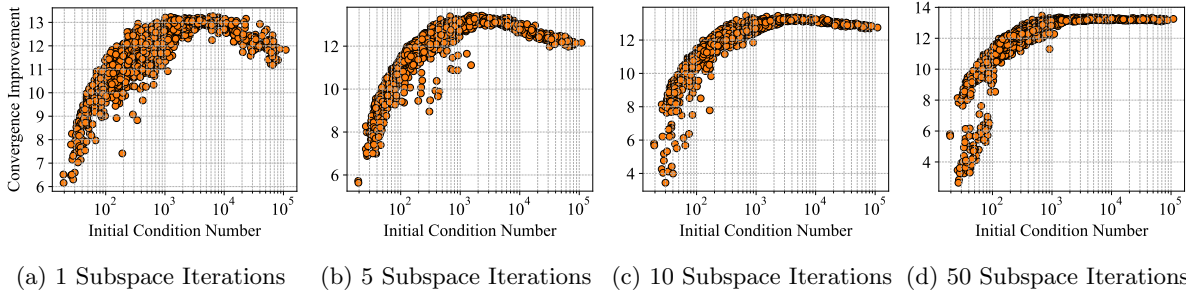 Convergence Improvement
13
12
11
10
9
8
7
6
10^2 10^3 10^4 10^5
Initial Condition Number
12
10
8
6
10^2 10^3 10^4 10^5
Initial Condition Number
12
10
8
6
4
10^2 10^3 10^4 10^5
Initial Condition Number
14
12
10
8
6
4
10^2 10^3 10^4 10^5
Initial Condition Number
(a) 1 Subspace Iterations (b) 5 Subspace Iterations (c) 10 Subspace Iterations (d) 50 Subspace Iterations